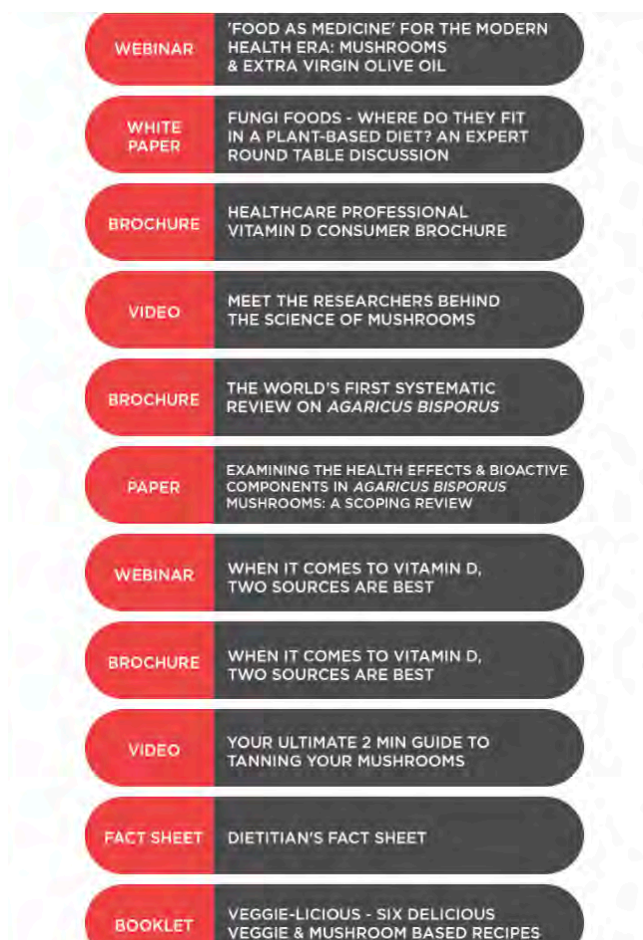 WEBINAR
'FOOD AS MEDICINE' FOR THE MODERN
HEALTH ERA: MUSHROOMS
& EXTRA VIRGIN OLIVE OIL
WHITE
PAPER
FUNGI FOODS - WHERE DO THEY FIT
IN A PLANT-BASED DIET? AN EXPERT
ROUND TABLE DISCUSSION
BROCHURE
HEALTHCARE PROFESSIONAL
VITAMIN D CONSUMER BROCHURE
VIDEO
MEET THE RESEARCHERS BEHIND
THE SCIENCE OF MUSHROOMS
BROCHURE
THE WORLD'S FIRST SYSTEMATIC
REVIEW ON AGARICUS BISPORUS
PAPER
EXAMINING THE HEALTH EFFECTS & BIOACTIVE
COMPONENTS IN AGARICUS BISPORUS
MUSHROOMS: A SCOPING REVIEW
WEBINAR
WHEN IT COMES TO VITAMIN D,
TWO SOURCES ARE BEST
BROCHURE
WHEN IT COMES TO VITAMIN D,
TWO SOURCES ARE BEST
VIDEO
YOUR ULTIMATE 2 MIN GUIDE TO
TANNING YOUR MUSHROOMS
FACT SHEET
DIETITIAN'S FACT SHEET
BOOKLET
VEGGIE-LICIOUS - SIX DELICIOUS
VEGGIE & MUSHROOM BASED RECIPES